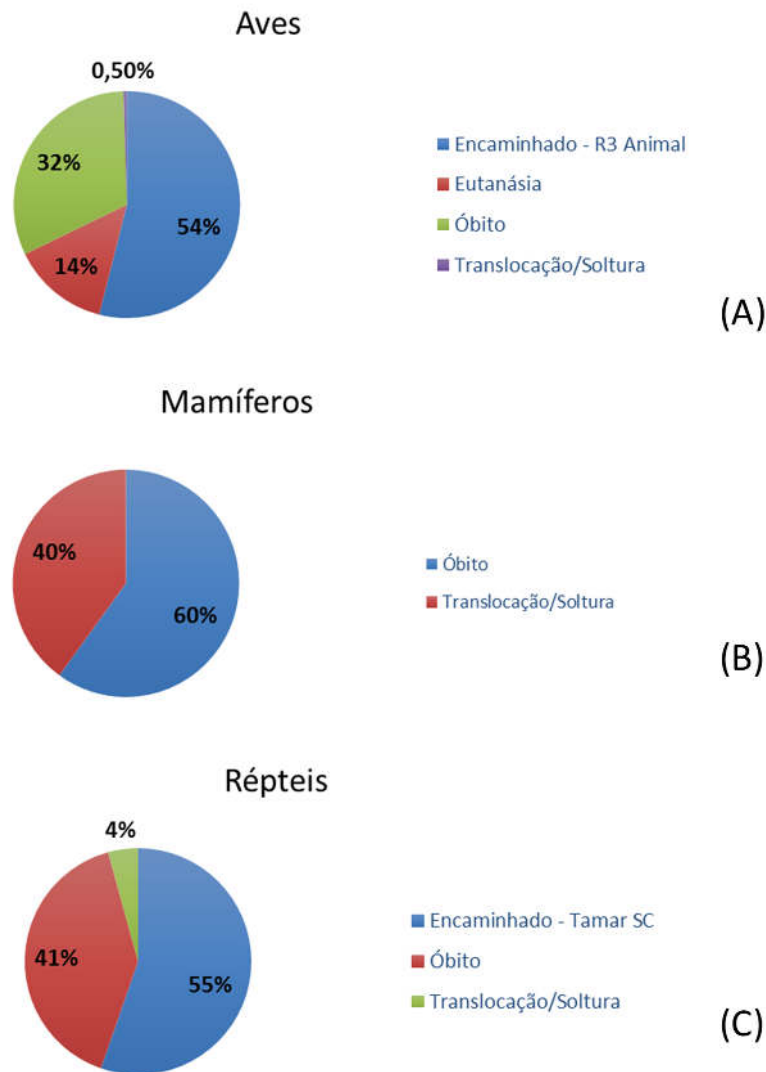 Aves
0,50%
32%
54%
14%
Encaminhado - R3 Animal
Eutanásia
Óbito
Translocação/Soltura
(A)
Mamíferos
40%
60%
Óbito
Translocação/Soltura
(B)
Répteis
4%
41%
55%
Encaminhado - Tamar SC
Óbito
Translocação/Soltura
(C)